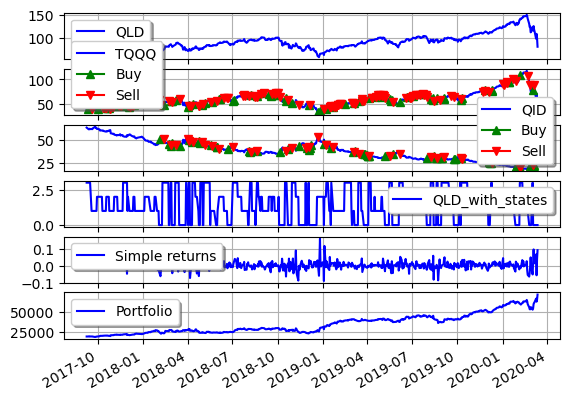 150
100
QLD
TQQQ
Buy
Sell
100
50
QID
Buy
Sell
50
25
2.5
0.0
QLD_with_states
0.1
0.0
−0.1
Simple returns
50000
25000
Portfolio
2017-10
2018-01
2018-04
2018-07
2018-10
2019-01
2019-04
2019-07
2019-10
2020-01
2020-04